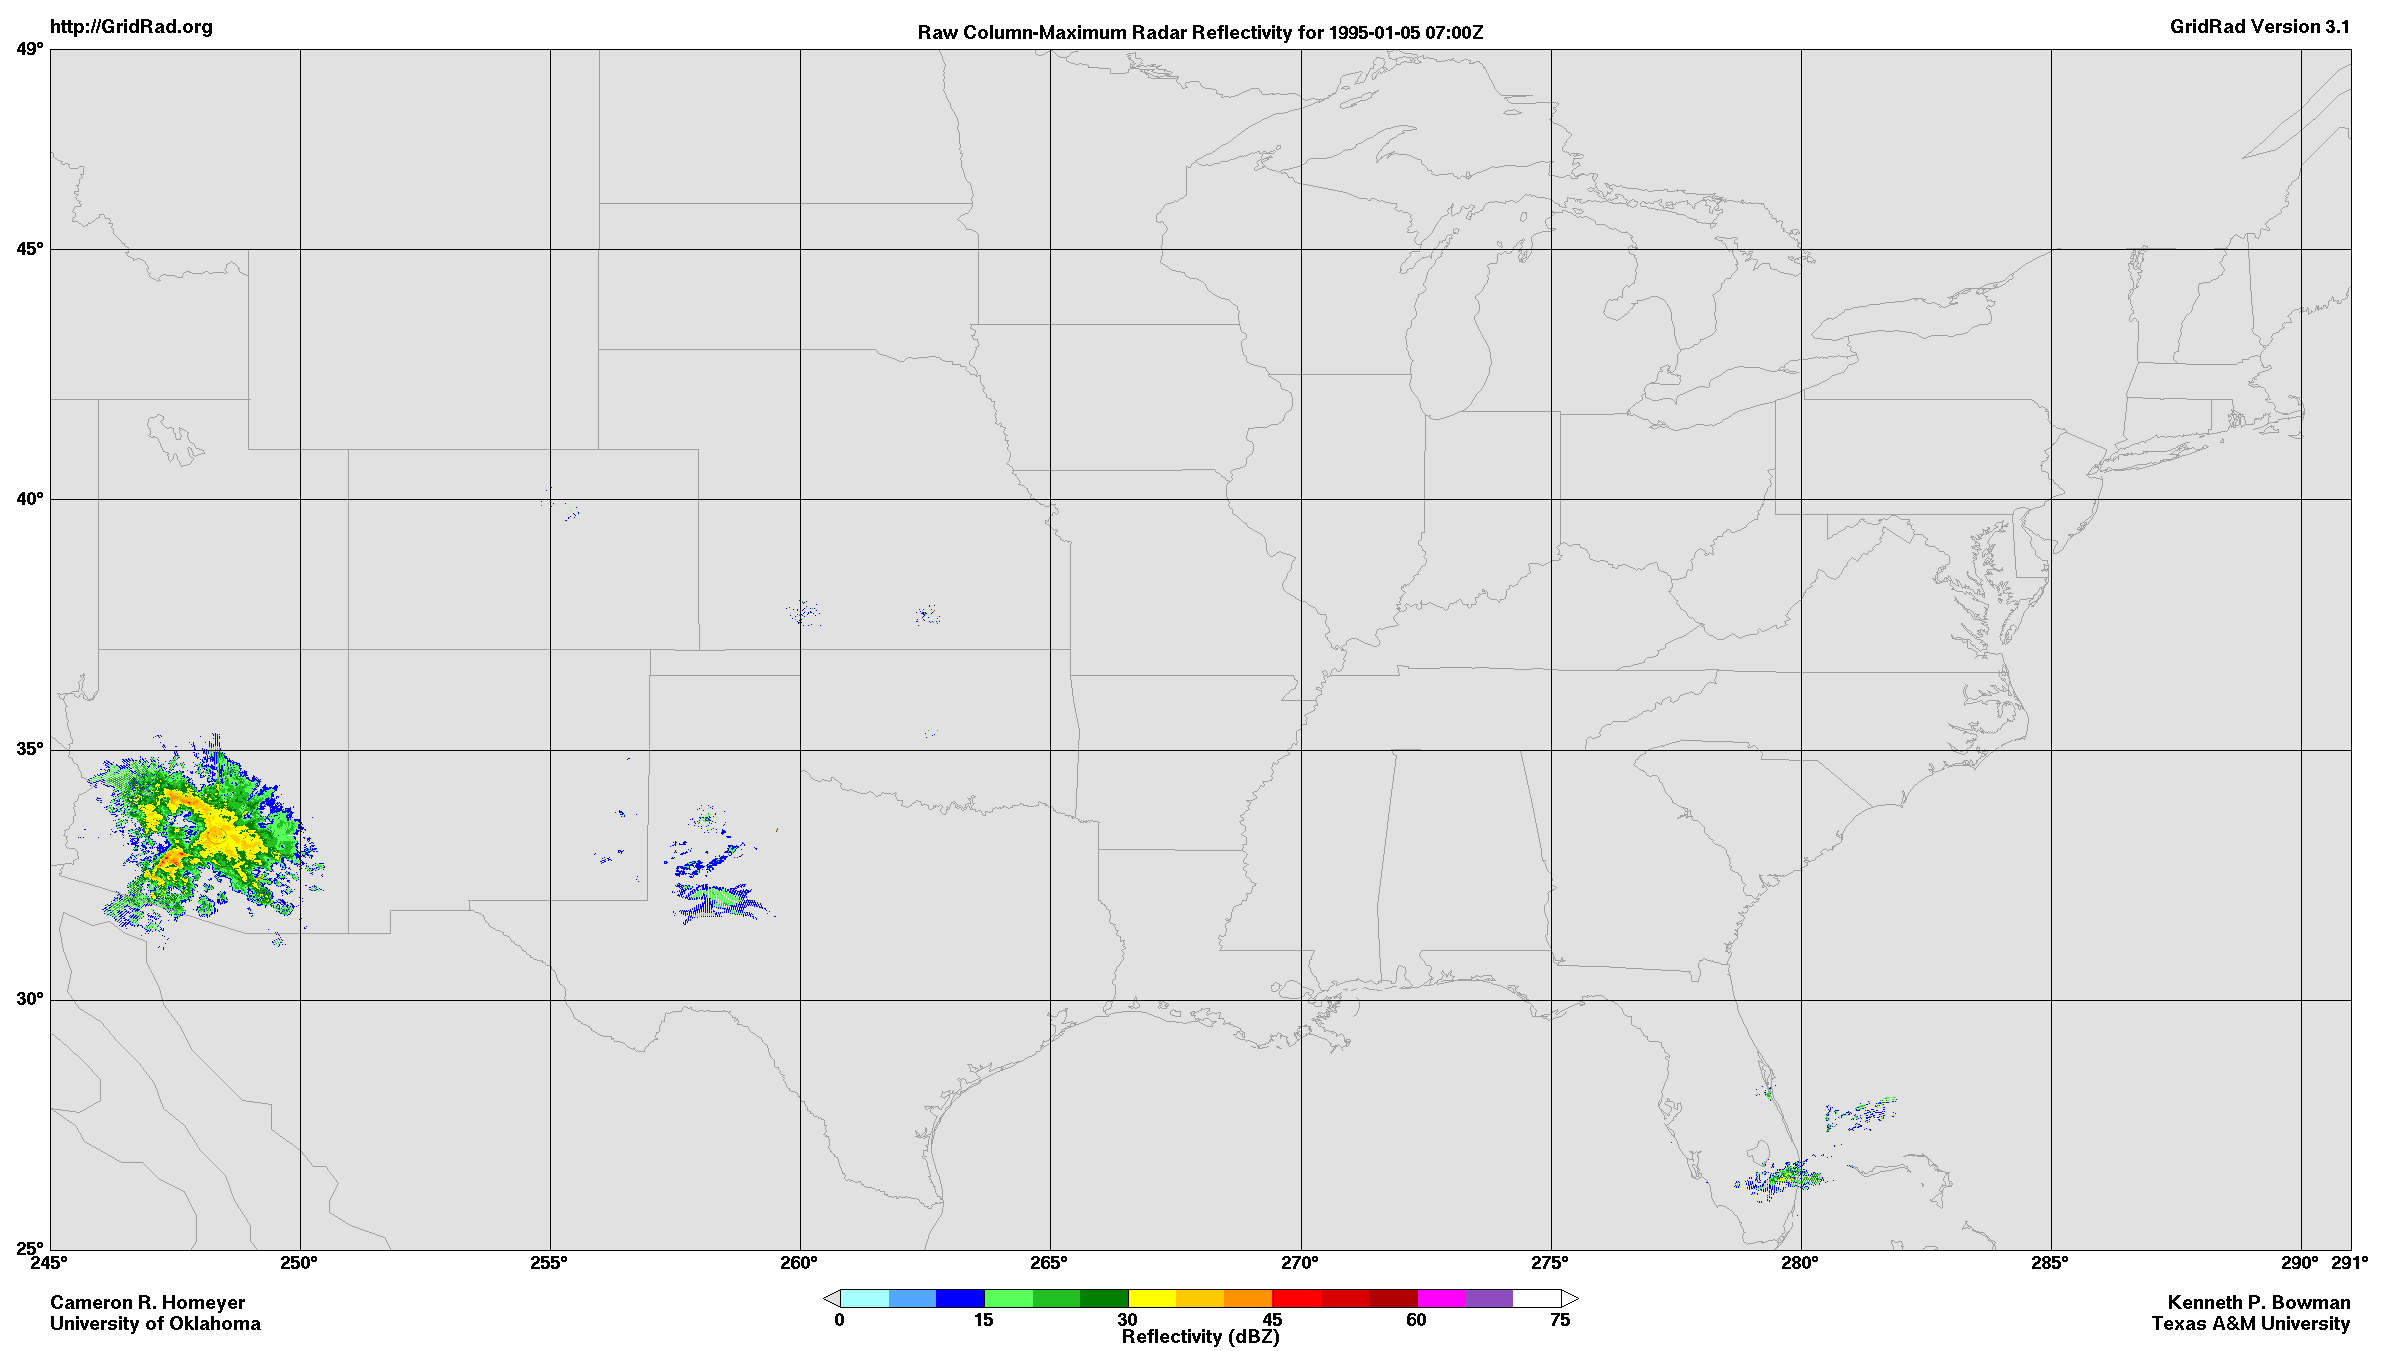 http://GridRad.org
Raw Column-Maximum Radar Reflectivity for 1995-01-05 07:00Z
GridRad Version 3.1
49°
45°
40°
35°
30°
25°
245°
250°
255°
260°
265°
270°
275°
280°
285°
290°
291°
0
15
30
45
60
75
Reflectivity (dBZ)
Cameron R. Homeyer
University of Oklahoma
Kenneth P. Bowman
Texas A&M University